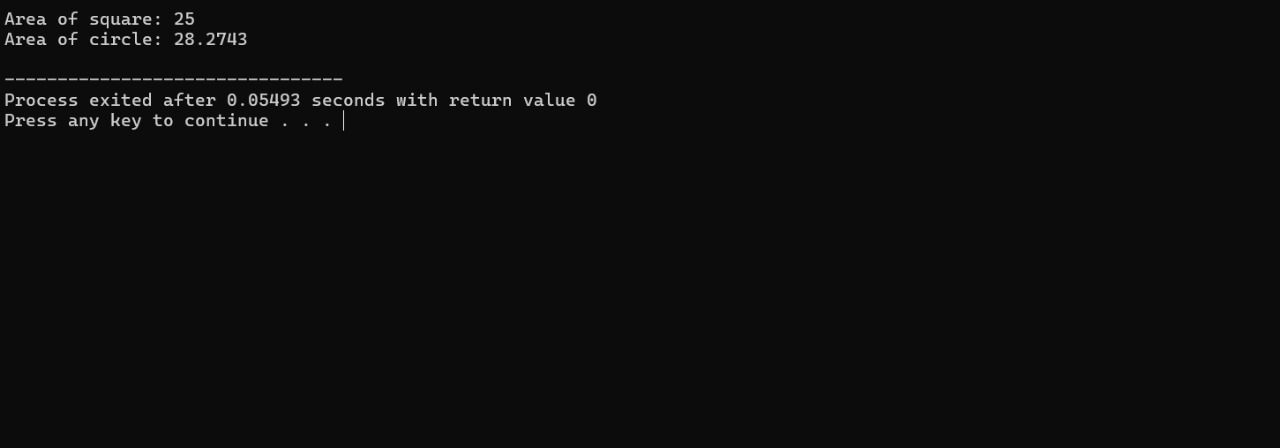 Area of square: 25
Area of circle: 28.2743
--------------------------------
Process exited after 0.05493 seconds with return value 0
Press any key to continue . . .